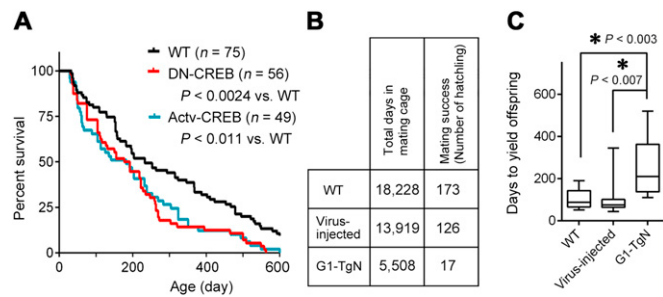 A
WT (n = 75)
DN-CREB (n = 56)
P < 0.0024 vs. WT
Actv-CREB (n = 49)
P < 0.011 vs. WT
Percent survival
100
75
50
25
0
0
200
400
600
Age (day)
B
Total days in
mating cage
Mating success
(Number of hatchling)
WT
18,228
173
Virus-
injected
13,919
126
G1-TgN
5,508
17
C
* P < 0.003
*
P < 0.007
Days to yield offspring
600
400
200
0
WT
Virus-injected
G1-TgN